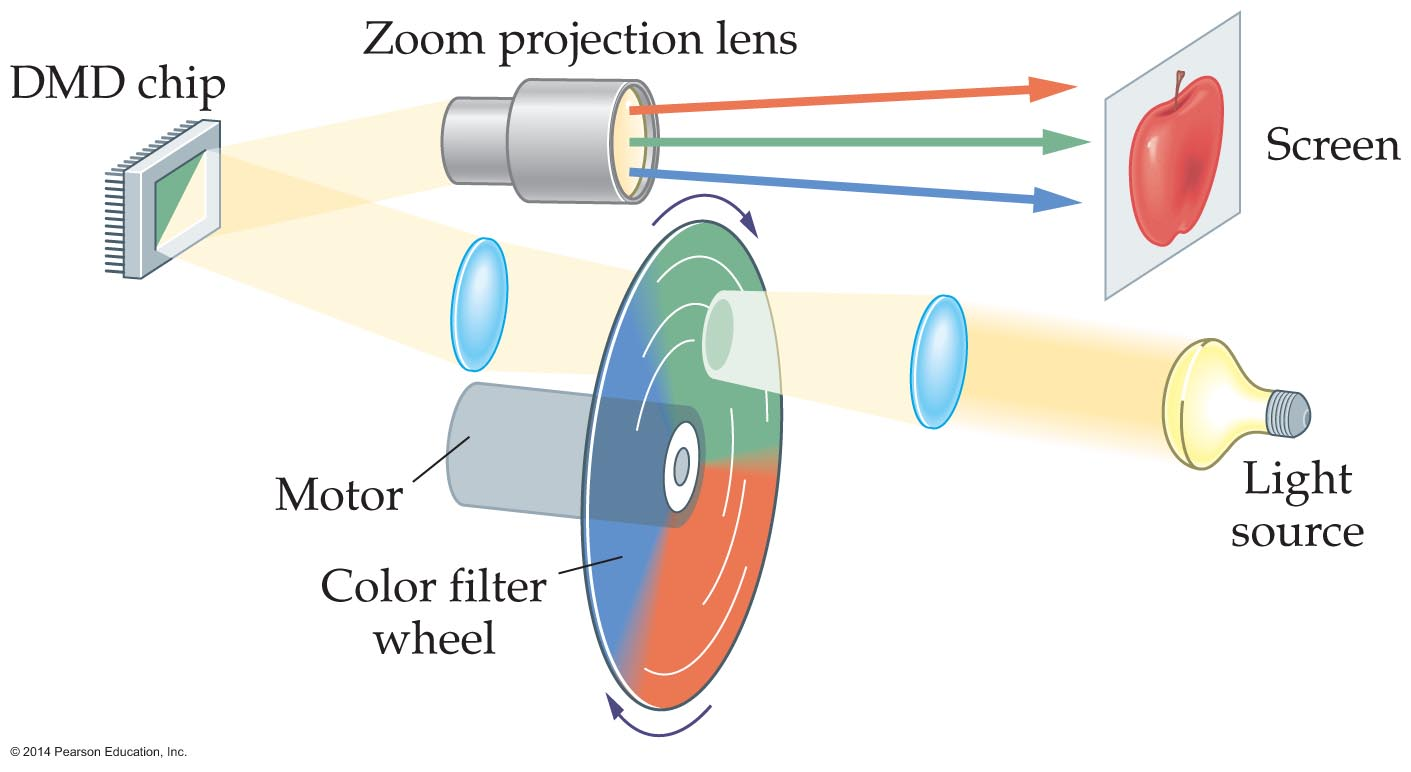 Zoom projection lens
DMD chip
Screen
Motor
Light
source
Color filter
wheel
© 2014 Pearson Education, Inc.